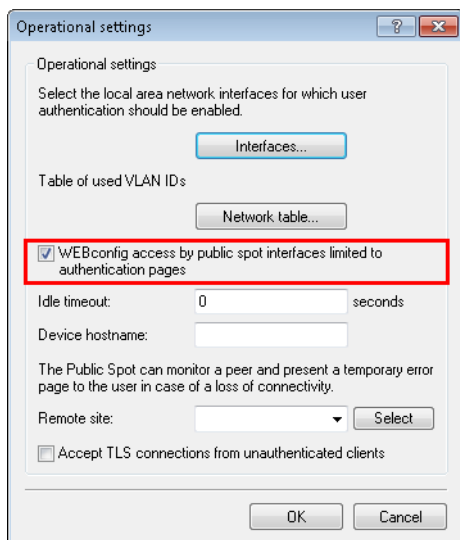 Operational settings
Operational settings
Select the local area network interfaces for which user
authentication should be enabled.
Interfaces...
Table of used VLAN IDs
Network table...
WEBconfig access by public spot interfaces limited to
authentication pages
Idle timeout: 0 seconds
Device hostname:
The Public Spot can monitor a peer and present a temporary error
page to the user in case of a loss of connectivity.
Remote site: Select
Accept TLS connections from unauthenticated clients
OK Cancel